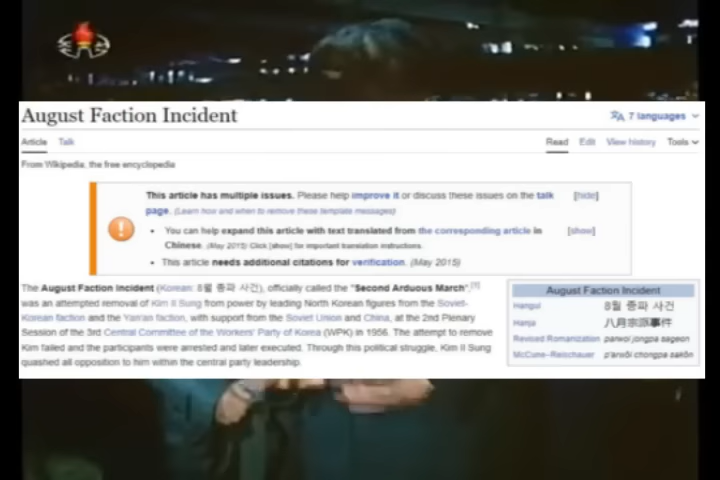 August Faction Incident
7 languages
Article Talk Read Edit View history Tools
From Wikipedia, the free encyclopedia
This article has multiple issues. Please help improve it or discuss these issues on the talk [hide]
page. (Learn how and when to remove these template messages)
• You can help expand this article with text translated from the corresponding article in [show]
Chinese. (May 2015) Click [show] for important translation instructions.
• This article needs additional citations for verification. (May 2015)
The August Faction Incident (Korean: 8월 종파 사건), officially called the "Second Arduous March",
was an attempted removal of Kim Il Sung from power by leading North Korean figures from the Soviet-
Korean faction and the Yan'an faction, with support from the Soviet Union and China, at the 2nd Plenary
Session of the 3rd Central Committee of the Workers' Party of Korea (WPK) in 1956. The attempt to remove
Kim failed and the participants were arrested and later executed. Through this political struggle, Kim Il Sung
quashed all opposition to him within the central party leadership.
August Faction Incident
Hangul 8월 종파 사건
Hanja 八月宗派事件
Revised Romanization parwol jongpa sageon
McCune–Reischauer p'arwŏl chongp'a sakŏn